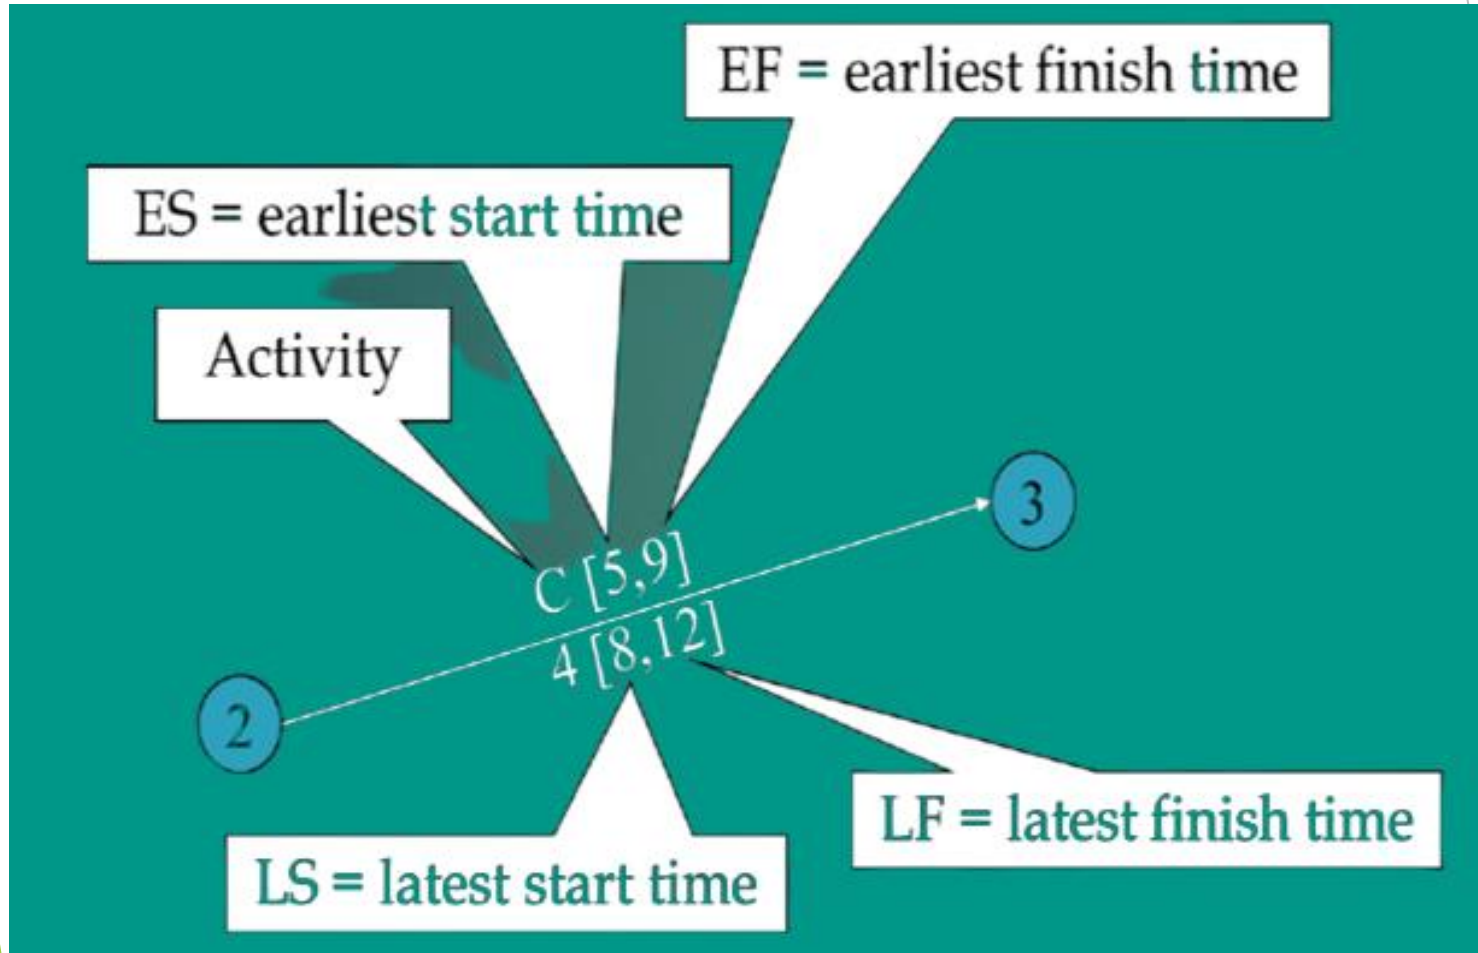 EF = earliest finish time
ES = earliest start time
Activity
3
C [5,9]
4 [8,12]
2
LF = latest finish time
LS = latest start time